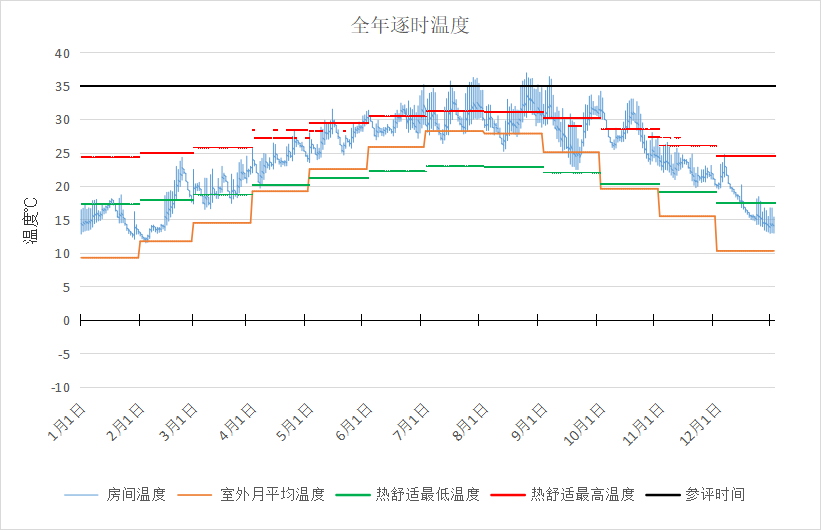 全年逐时温度
温度℃
40
35
30
25
20
15
10
5
0
-5
-10
1月1日
2月1日
3月1日
4月1日
5月1日
6月1日
7月1日
8月1日
9月1日
10月1日
11月1日
12月1日
房间温度 室外月平均温度 热舒适最低温度 热舒适最高温度 参评时间